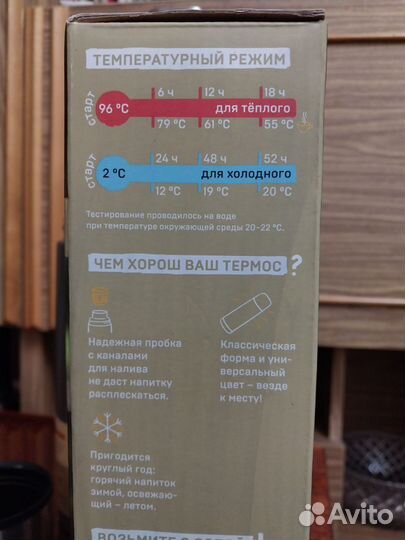 ТЕМПЕРАТУРНЫЙ РЕЖИМ
старт
96 °C
6 ч 12 ч 18 ч
для тёплого
79 °C 61 °C 55 °C
старт
2 °C
24 ч 48 ч 52 ч
для холодного
12 °C 19 °C 20 °C
Тестирование проводилось на воде
при температуре окружающей среды 20–22 °C.
ЧЕМ ХОРОШ ВАШ ТЕРМОС?
Надежная пробка
с каналами
для налива
не даст напитку
расплескаться.
Классическая
форма и уни-
версальный
цвет – везде
к месту!
Пригодится
круглый год:
горячий напиток
зимой, освежаю-
щий – летом.
ВОЗЬМИТЕ С СОБОЙ
Avito